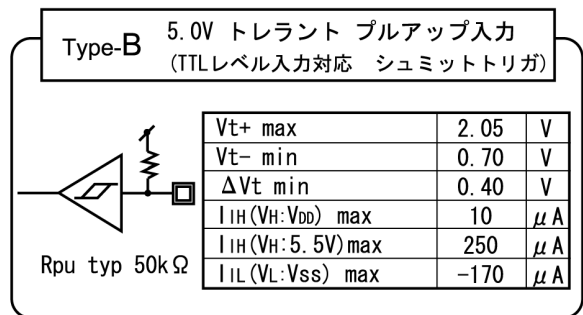 Type-B 5.0V トレラント プルアップ入力
(TTLレベル入力対応 シュミットトリガ)
Vt+ max 2.05 V
Vt- min 0.70 V
ΔVt min 0.40 V
IIH(VH:VDD) max 10 μA
IIH(VH:5.5V)max 250 μA
IIL(VL:VSS) max -170 μA
Rpu typ 50kΩ